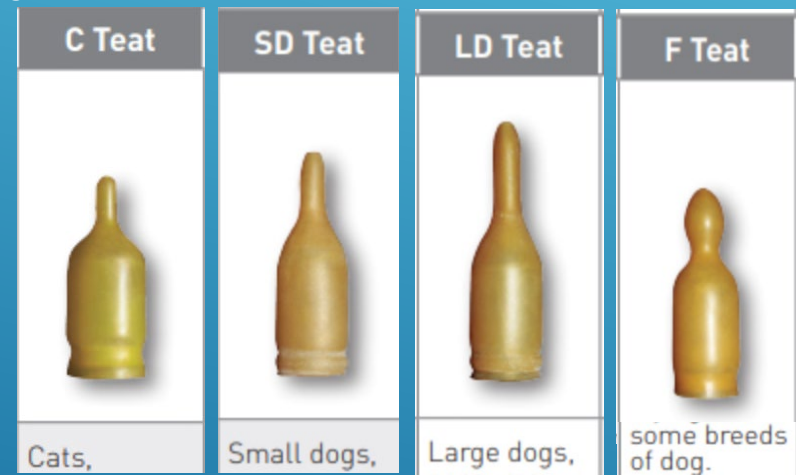 C Teat
SD Teat
LD Teat
F Teat
Cats,
Small dogs,
Large dogs,
some breeds
of dog.